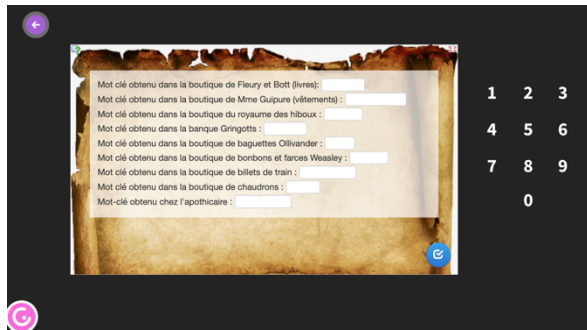 Mot clé obtenu dans la boutique de Fleury et Bott (livres):
Mot clé obtenu dans la boutique de Mme Guipure (vêtements) :
Mot clé obtenu dans la boutique du royaume des hiboux :
Mot clé obtenu dans la banque Gringotts :
Mot clé obtenu dans la boutique de baguettes Ollivander :
Mot clé obtenu dans la boutique de bonbons et farces Weasley :
Mot clé obtenu dans la boutique de billets de train :
Mot clé obtenu dans la boutique de chaudrons :
Mot-clé obtenu chez l'apothicaire :
1 2 3
4 5 6
7 8 9
0